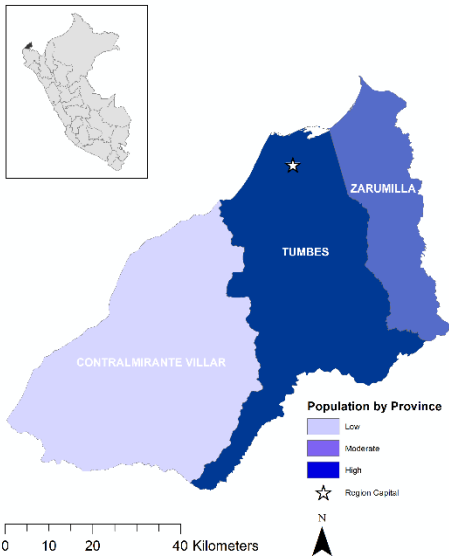 ZARUMILLA
TUMBES
CONTRALMIRANTE VILLAR
Population by Province
Low
Moderate
High
Region Capital
N
0 10 20 40 Kilometers